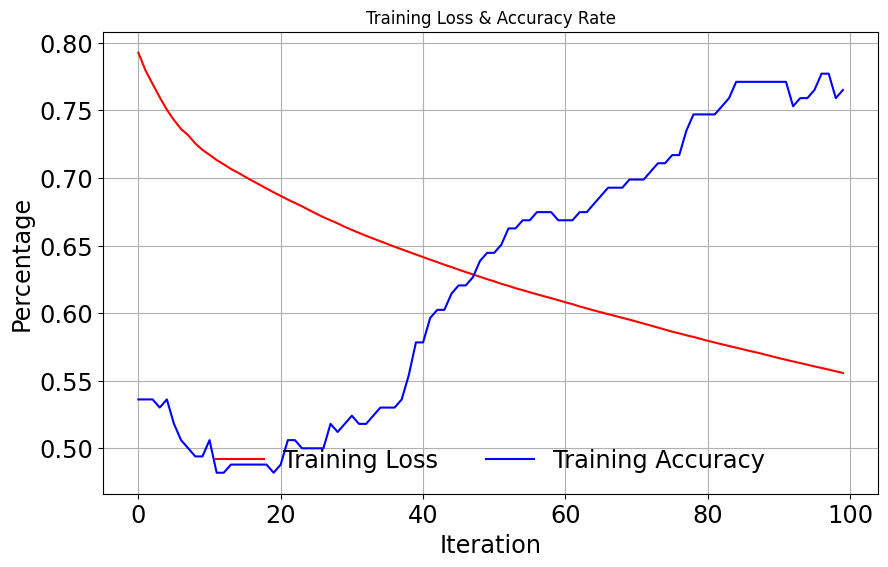 Training Loss & Accuracy Rate
0.80
0.75
0.70
0.65
0.60
0.55
0.50
Percentage
Training Loss Training Accuracy
0 20 40 60 80 100
Iteration